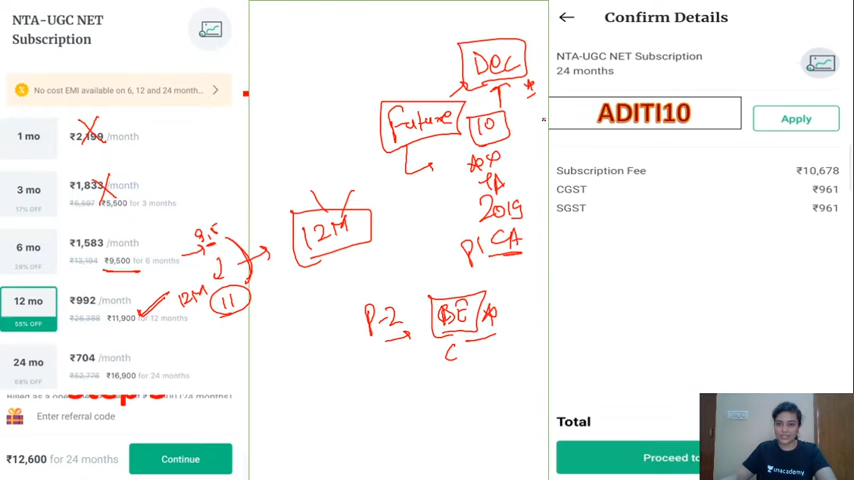 NTA-UGC NET
Subscription
No cost EMI available on 6, 12 and 24 month...
1 mo
₹2,199 /month
3 mo
17% OFF
₹1,833 /month
₹6,597 ₹5,500 for 3 months
6 mo
28% OFF
₹1,583 /month
₹13,194 ₹9,500 for 6 months
12 mo
55% OFF
₹992 /month
₹26,388 ₹11,900 for 12 months
24 mo
68% OFF
₹704 /month
₹52,776 ₹16,900 for 24 months
Enter referral code
₹12,600 for 24 months
Continue
12M
11
12M
Dec
Future
10
2019
P1 CA
P-2
BE
C
Confirm Details
NTA-UGC NET Subscription
24 months
ADITI10
Apply
Subscription Fee
₹10,678
CGST
₹961
SGST
₹961
Total
Proceed to
unacademy